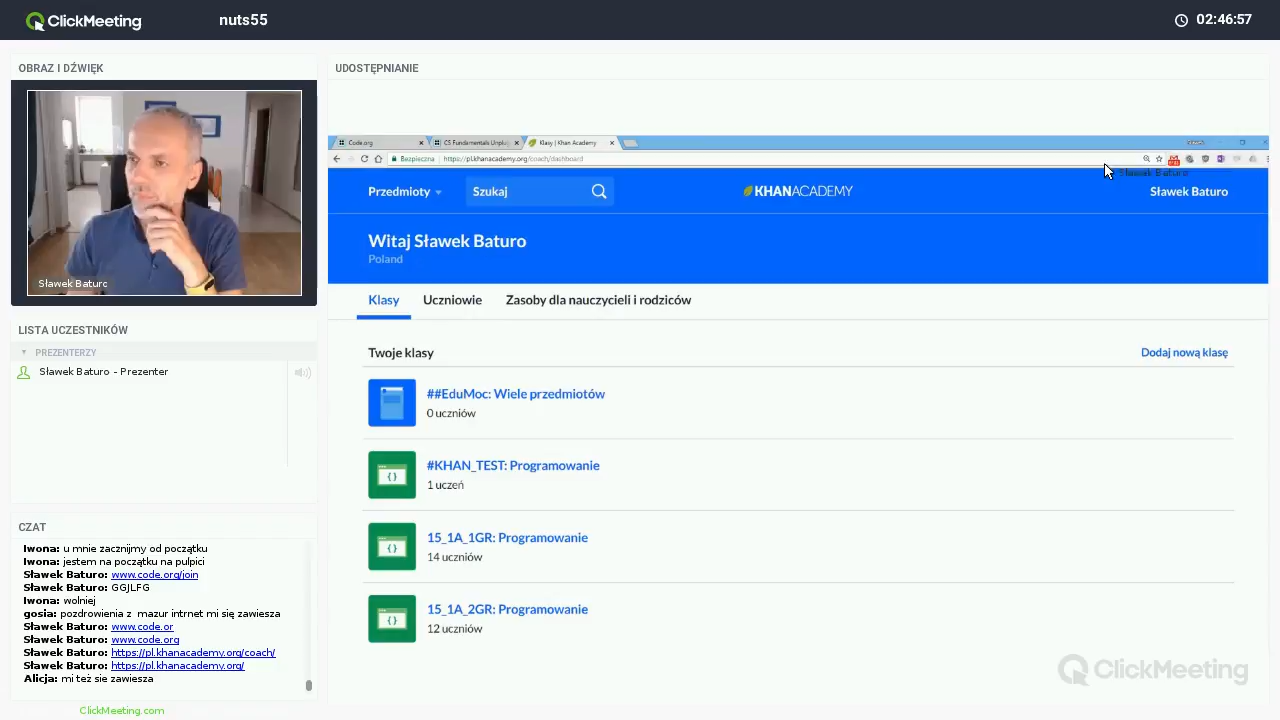 ClickMeeting
nuts55
02:46:57
OBRAZ I DŹWIĘK
Sławek Baturo
LISTA UCZESTNIKÓW
PREZENTERZY
Sławek Baturo - Prezenter
CZAT
Iwona: u mnie zacznijmy od początku
Iwona: jestem na początku na pulpici
Sławek Baturo: www.code.org/join
Sławek Baturo: GGJLFG
Iwona: wolniej
gosia: pozdrowienia z mazur intrnet mi się zawiesza
Sławek Baturo: www.code.or
Sławek Baturo: www.code.org
Sławek Baturo: https://pl.khanacademy.org/coach/
Sławek Baturo: https://pl.khanacademy.org/
Alicja: mi też sie zawiesza
ClickMeeting.com
UDOSTĘPNIANIE
Code.org
CS Fundamentals Unplu
Klasy | Khan Academy
Bezpieczna
https://pl.khanacademy.org/coach/dashboard
Sławek Baturo
Przedmioty
Szukaj
KHANACADEMY
Sławek Baturo
Witaj Sławek Baturo
Poland
Klasy
Uczniowie
Zasoby dla nauczycieli i rodziców
Twoje klasy
Dodaj nową klasę
##EduMoc: Wiele przedmiotów
0 uczniów
#KHAN_TEST: Programowanie
1 uczeń
15_1A_1GR: Programowanie
14 uczniów
15_1A_2GR: Programowanie
12 uczniów
ClickMeeting